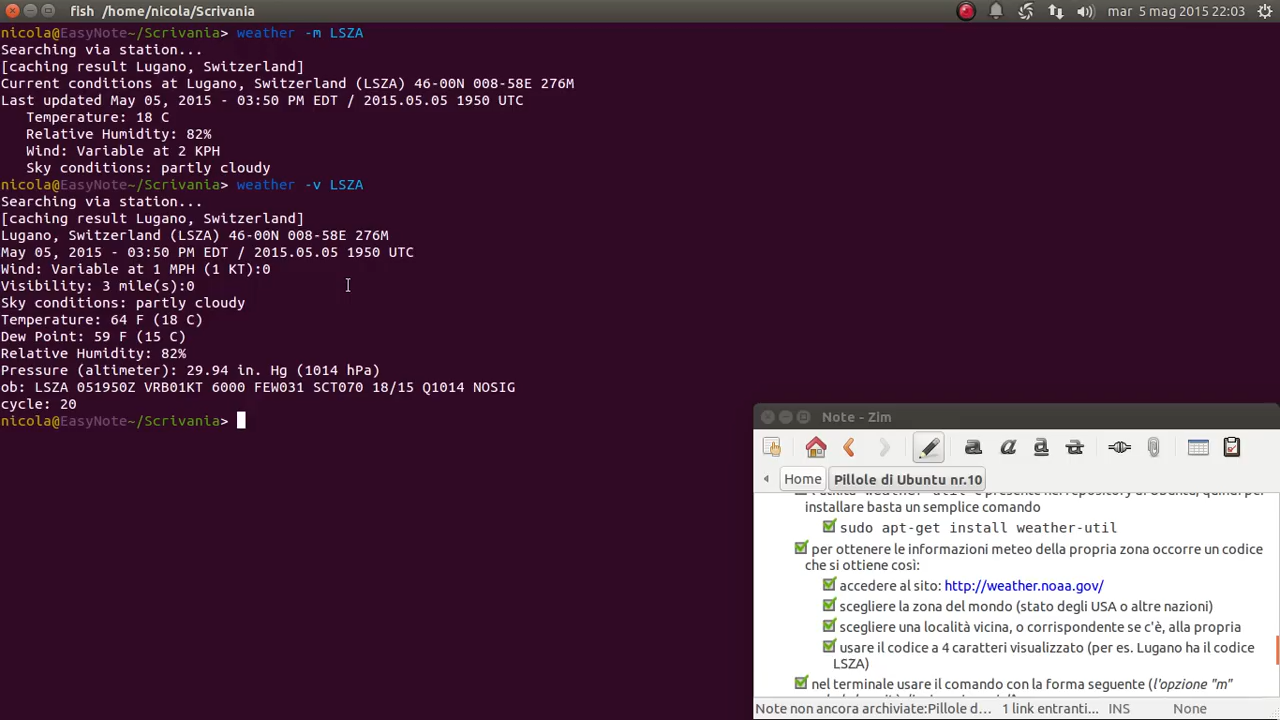 fish /home/nicola/Scrivania
mar 5 mag 2015 22:03
nicola@EasyNote~/Scrivania> weather -m LSZA
Searching via station...
[caching result Lugano, Switzerland]
Current conditions at Lugano, Switzerland (LSZA) 46-00N 008-58E 276M
Last updated May 05, 2015 - 03:50 PM EDT / 2015.05.05 1950 UTC
Temperature: 18 C
Relative Humidity: 82%
Wind: Variable at 2 KPH
Sky conditions: partly cloudy
nicola@EasyNote~/Scrivania> weather -v LSZA
Searching via station...
[caching result Lugano, Switzerland]
Lugano, Switzerland (LSZA) 46-00N 008-58E 276M
May 05, 2015 - 03:50 PM EDT / 2015.05.05 1950 UTC
Wind: Variable at 1 MPH (1 KT):0
Visibility: 3 mile(s):0
Sky conditions: partly cloudy
Temperature: 64 F (18 C)
Dew Point: 59 F (15 C)
Relative Humidity: 82%
Pressure (altimeter): 29.94 in. Hg (1014 hPa)
ob: LSZA 051950Z VRB01KT 6000 FEW031 SCT070 18/15 Q1014 NOSIG
cycle: 20
nicola@EasyNote~/Scrivania>
Note - Zim
Home
Pillole di Ubuntu nr.10
installare basta un semplice comando
sudo apt-get install weather-util
per ottenere le informazioni meteo della propria zona occorre un codice
che si ottiene così:
accedere al sito: http://weather.noaa.gov/
scegliere la zona del mondo (stato degli USA o altre nazioni)
scegliere una località vicina, o corrispondente se c'è, alla propria
usare il codice a 4 caratteri visualizzato (per es. Lugano ha il codice
LSZA)
nel terminale usare il comando con la forma seguente (l'opzione "m"
Note non ancora archiviate:Pillole d... 1 link entranti... INS None